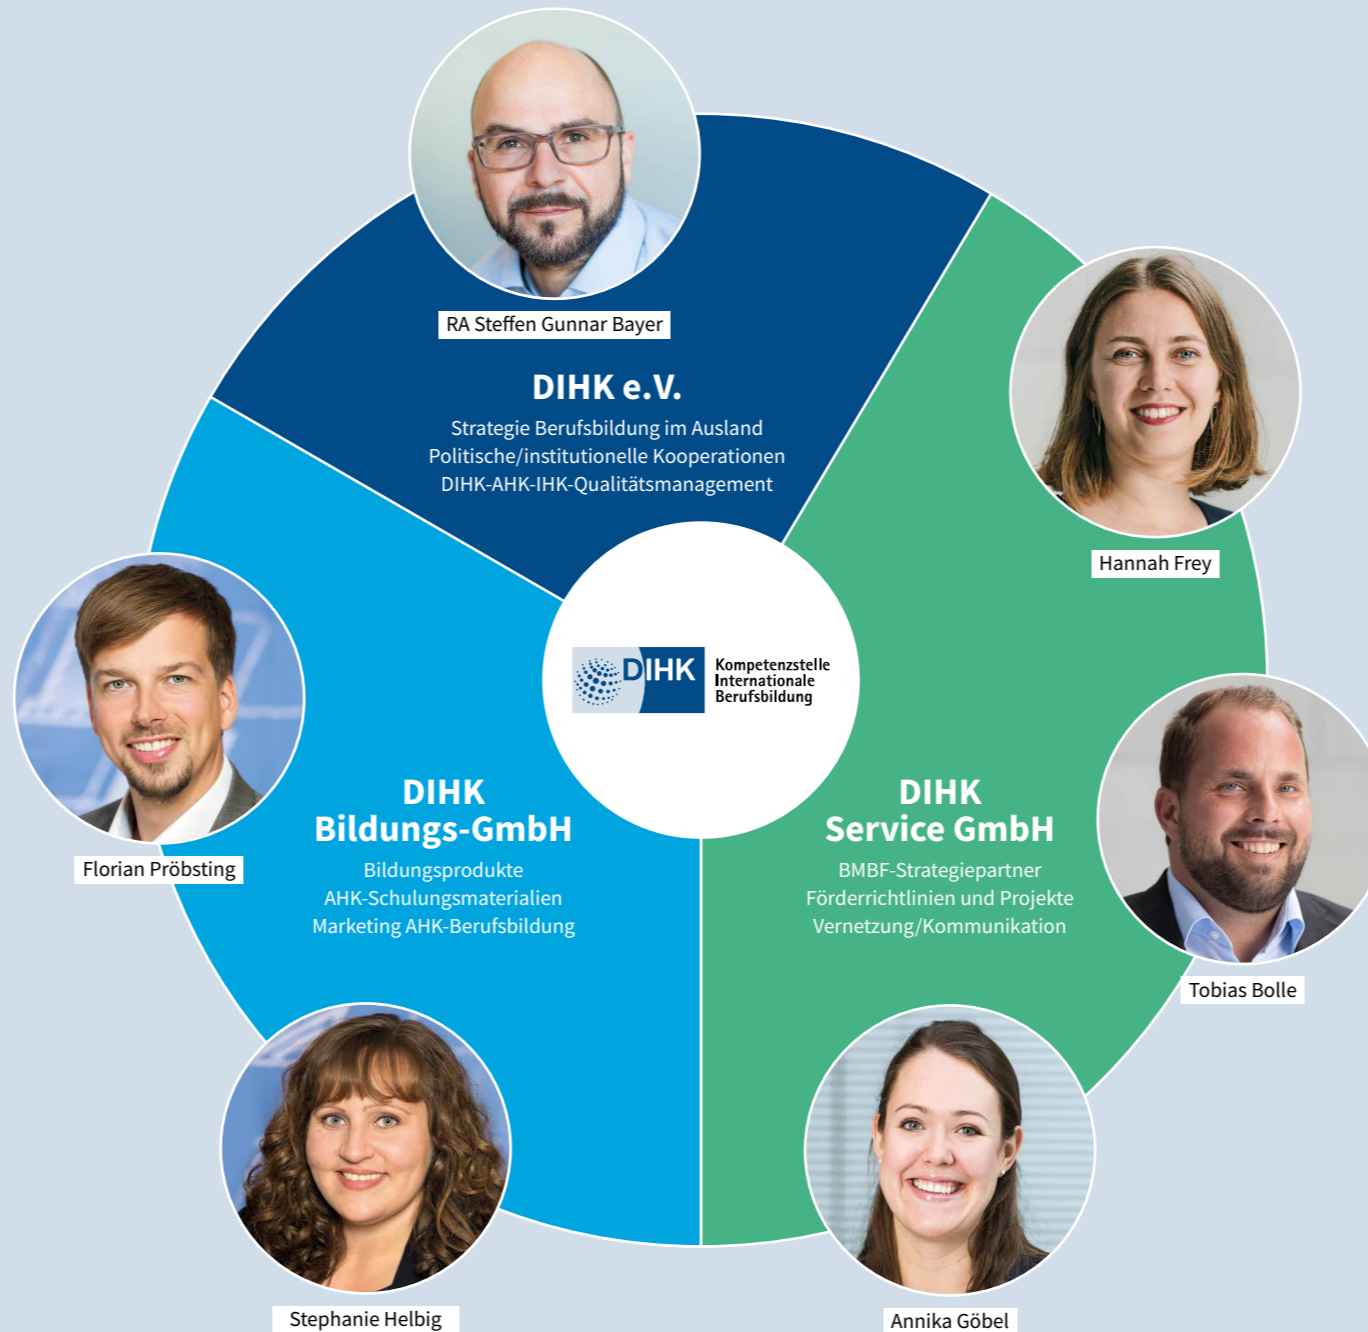 RA Steffen Gunnar Bayer
DIHK e.V.
Strategie Berufsbildung im Ausland
Politische/institutionelle Kooperationen
DIHK-AHK-IHK-Qualitätsmanagement
Hannah Frey
DIHK
Kompetenzstelle
Internationale
Berufsbildung
Florian Pröbsting
DIHK
Bildungs-GmbH
Bildungsprodukte
AHK-Schulungsmaterialien
Marketing AHK-Berufsbildung
DIHK
Service GmbH
BMBF-Strategiepartner
Förderrichtlinien und Projekte
Vernetzung/Kommunikation
Tobias Bolle
Stephanie Helbig
Annika Göbel